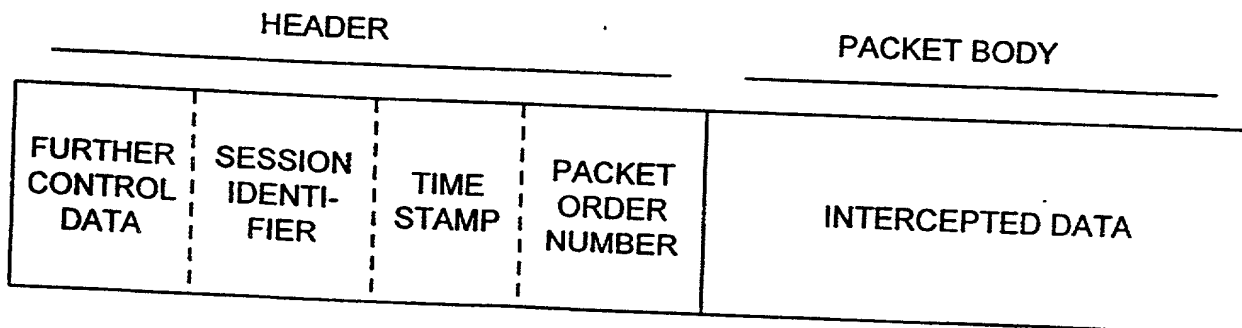 HEADER
PACKET BODY
FURTHER
CONTROL
DATA
SESSION
IDENTI-
FIER
TIME
STAMP
PACKET
ORDER
NUMBER
INTERCEPTED DATA